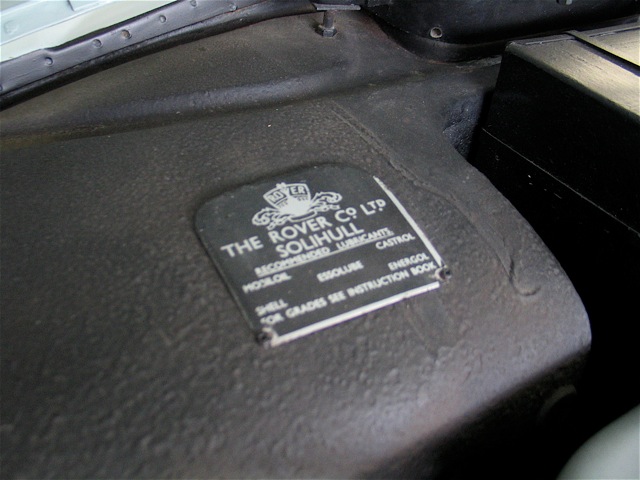 ROVER
THE ROVER CO LTD
SOLIHULL
RECOMMENDED LUBRICANTS
MOBILOIL ESSOLUBE ENERGOL CASTROL
SHELL
FOR GRADES SEE INSTRUCTION BOOK